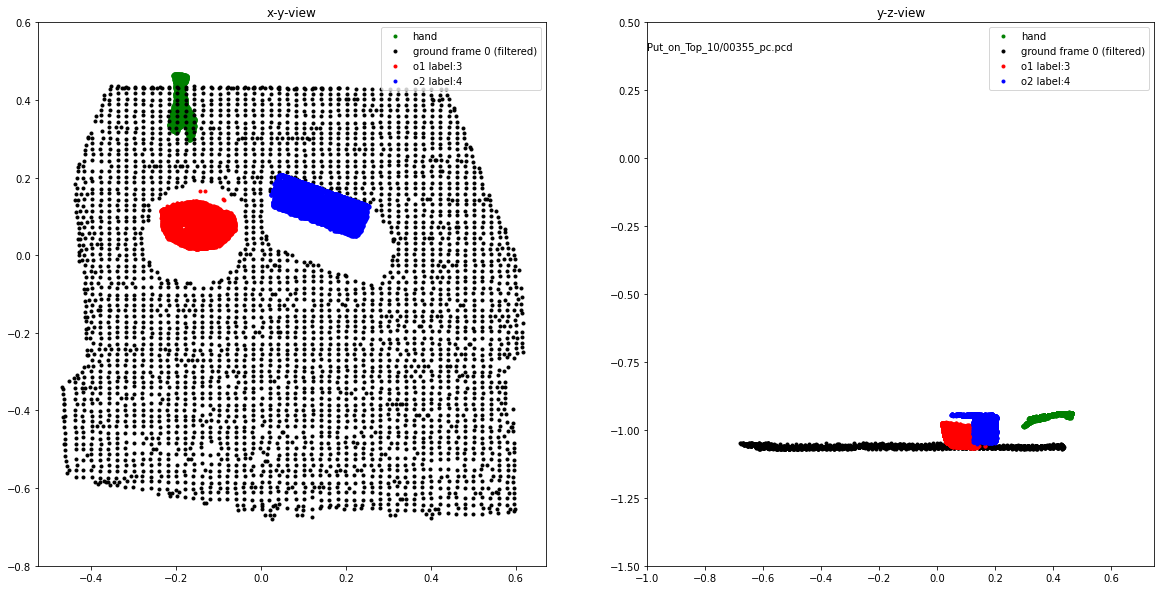 x-y-view
hand
ground frame 0 (filtered)
o1 label:3
o2 label:4
0.6
0.4
0.2
0.0
−0.2
−0.4
−0.6
−0.8
−0.4
−0.2
0.0
0.2
0.4
0.6
y-z-view
Put_on_Top_10/00355_pc.pcd
hand
ground frame 0 (filtered)
o1 label:3
o2 label:4
0.50
0.25
0.00
−0.25
−0.50
−0.75
−1.00
−1.25
−1.50
−1.0
−0.8
−0.6
−0.4
−0.2
0.0
0.2
0.4
0.6